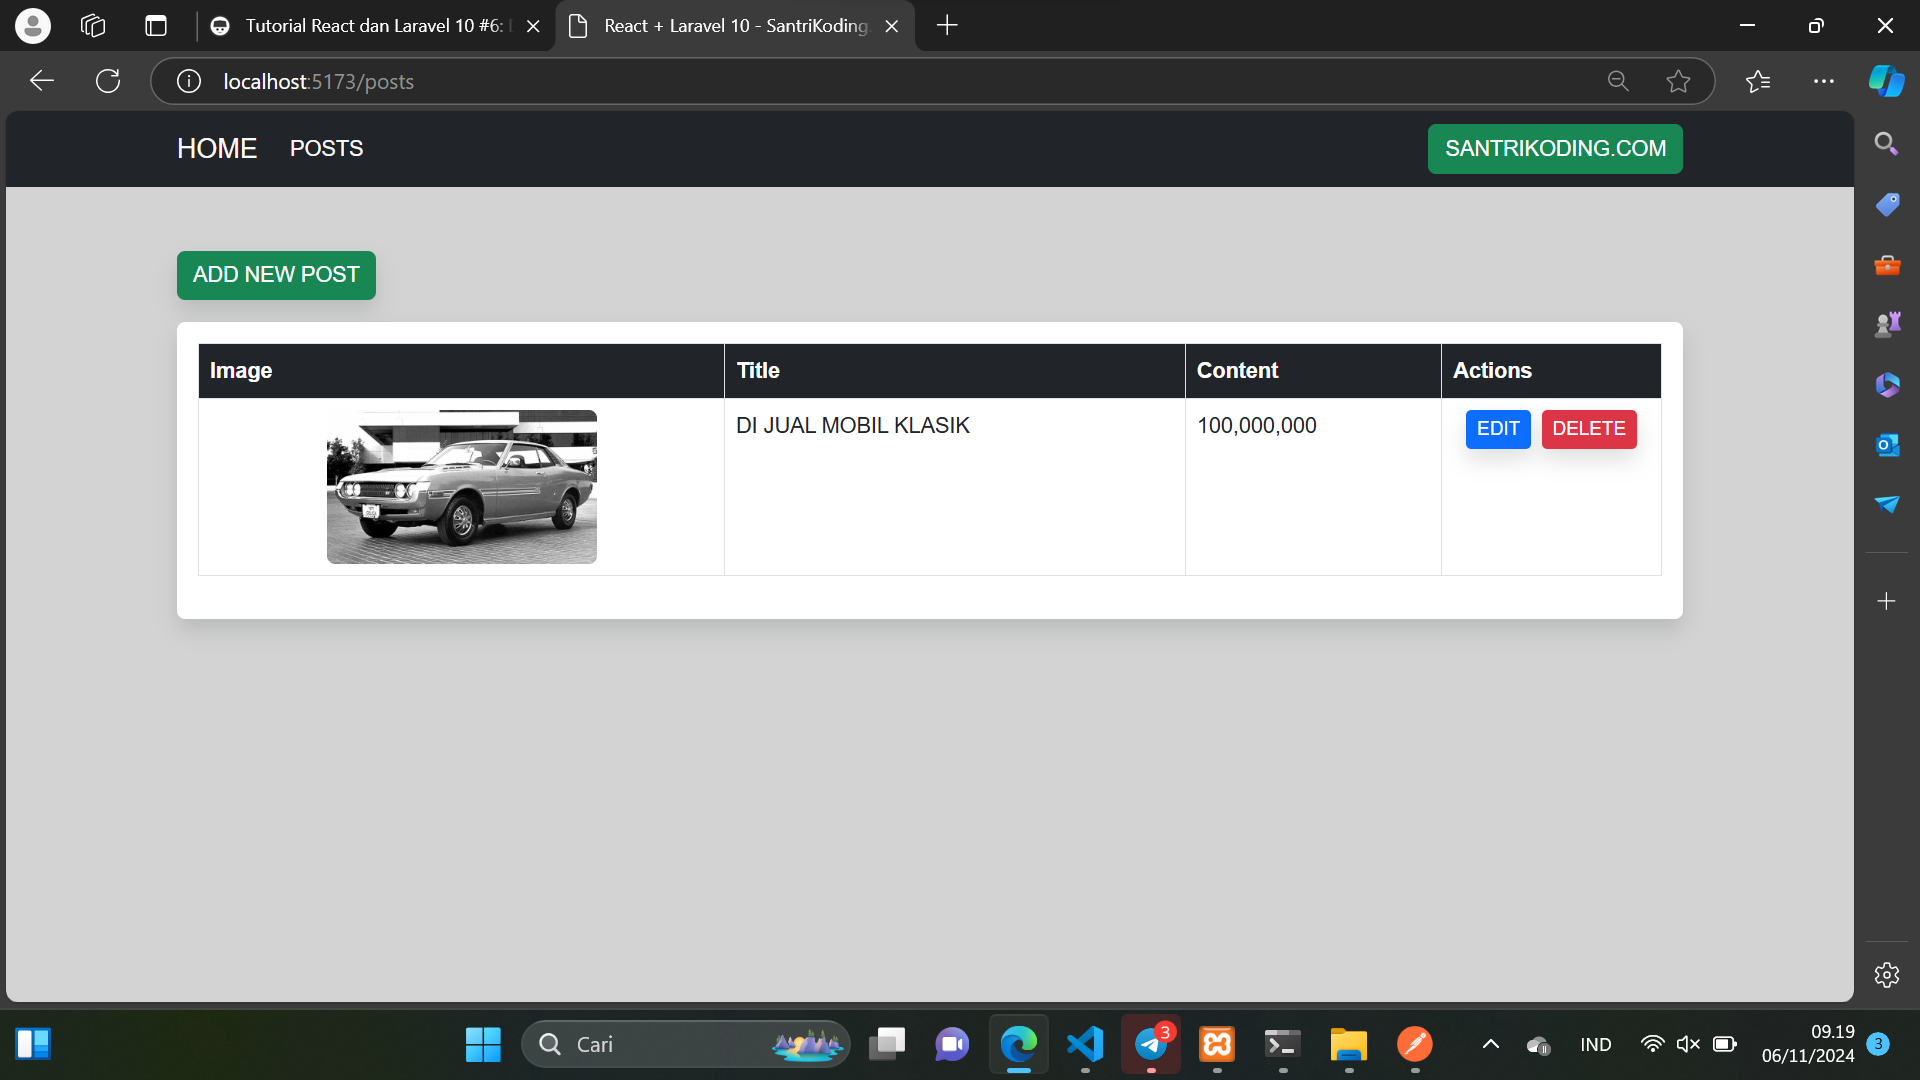 Tutorial React dan Laravel 10 #6:
React + Laravel 10 - SantriKoding.
localhost:5173/posts
HOME
POSTS
SANTRIKODING.COM
ADD NEW POST
Image
Title
Content
Actions
DI JUAL MOBIL KLASIK
100,000,000
EDIT
DELETE
Cari
3
IND
09.19
06/11/2024
3